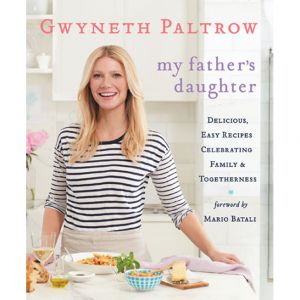 GWYNETH PALTROW
my father's
daughter
DELICIOUS,
EASY RECIPES
CELEBRATING
FAMILY &
TOGETHERNESS
foreword by
MARIO BATALI